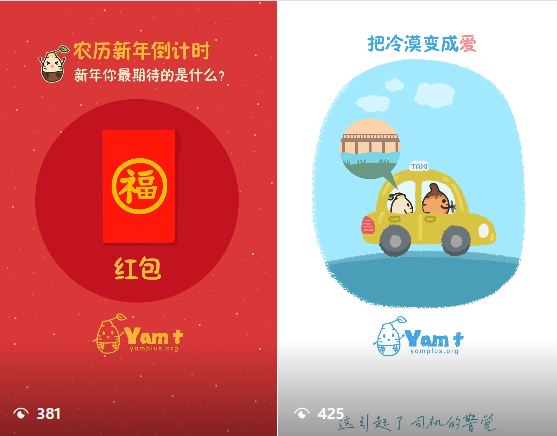 农历新年倒计时
新年你最期待的是什么?
福
红包
Yam+
yamplus.org
381
把冷漠变成爱
TAXI
Yam+
yamplus.org
425
这引起了司机的警觉